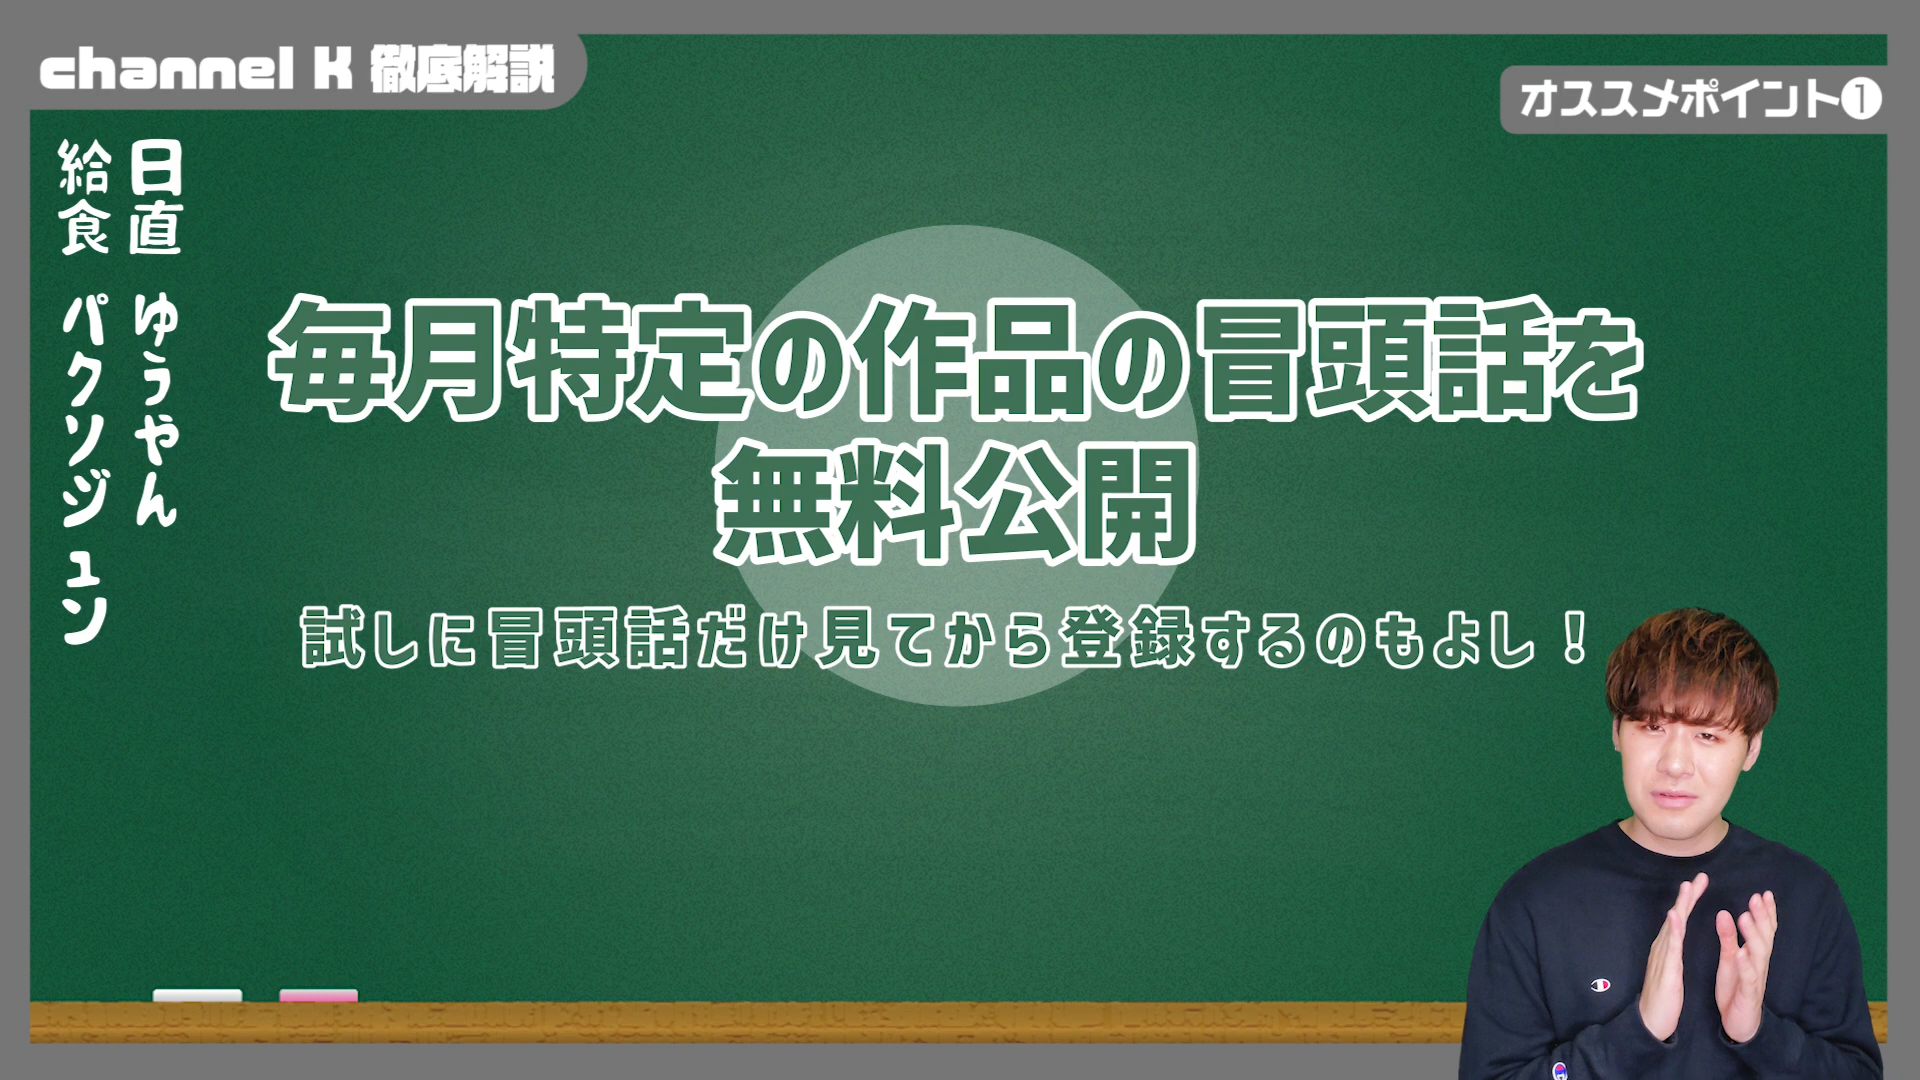 channel K 徹底解説
オススメポイント❶
日直 ゆうやん
給食 パクソジュン
毎月特定の作品の冒頭話を
無料公開
試しに冒頭話だけ見てから登録するのもよし！